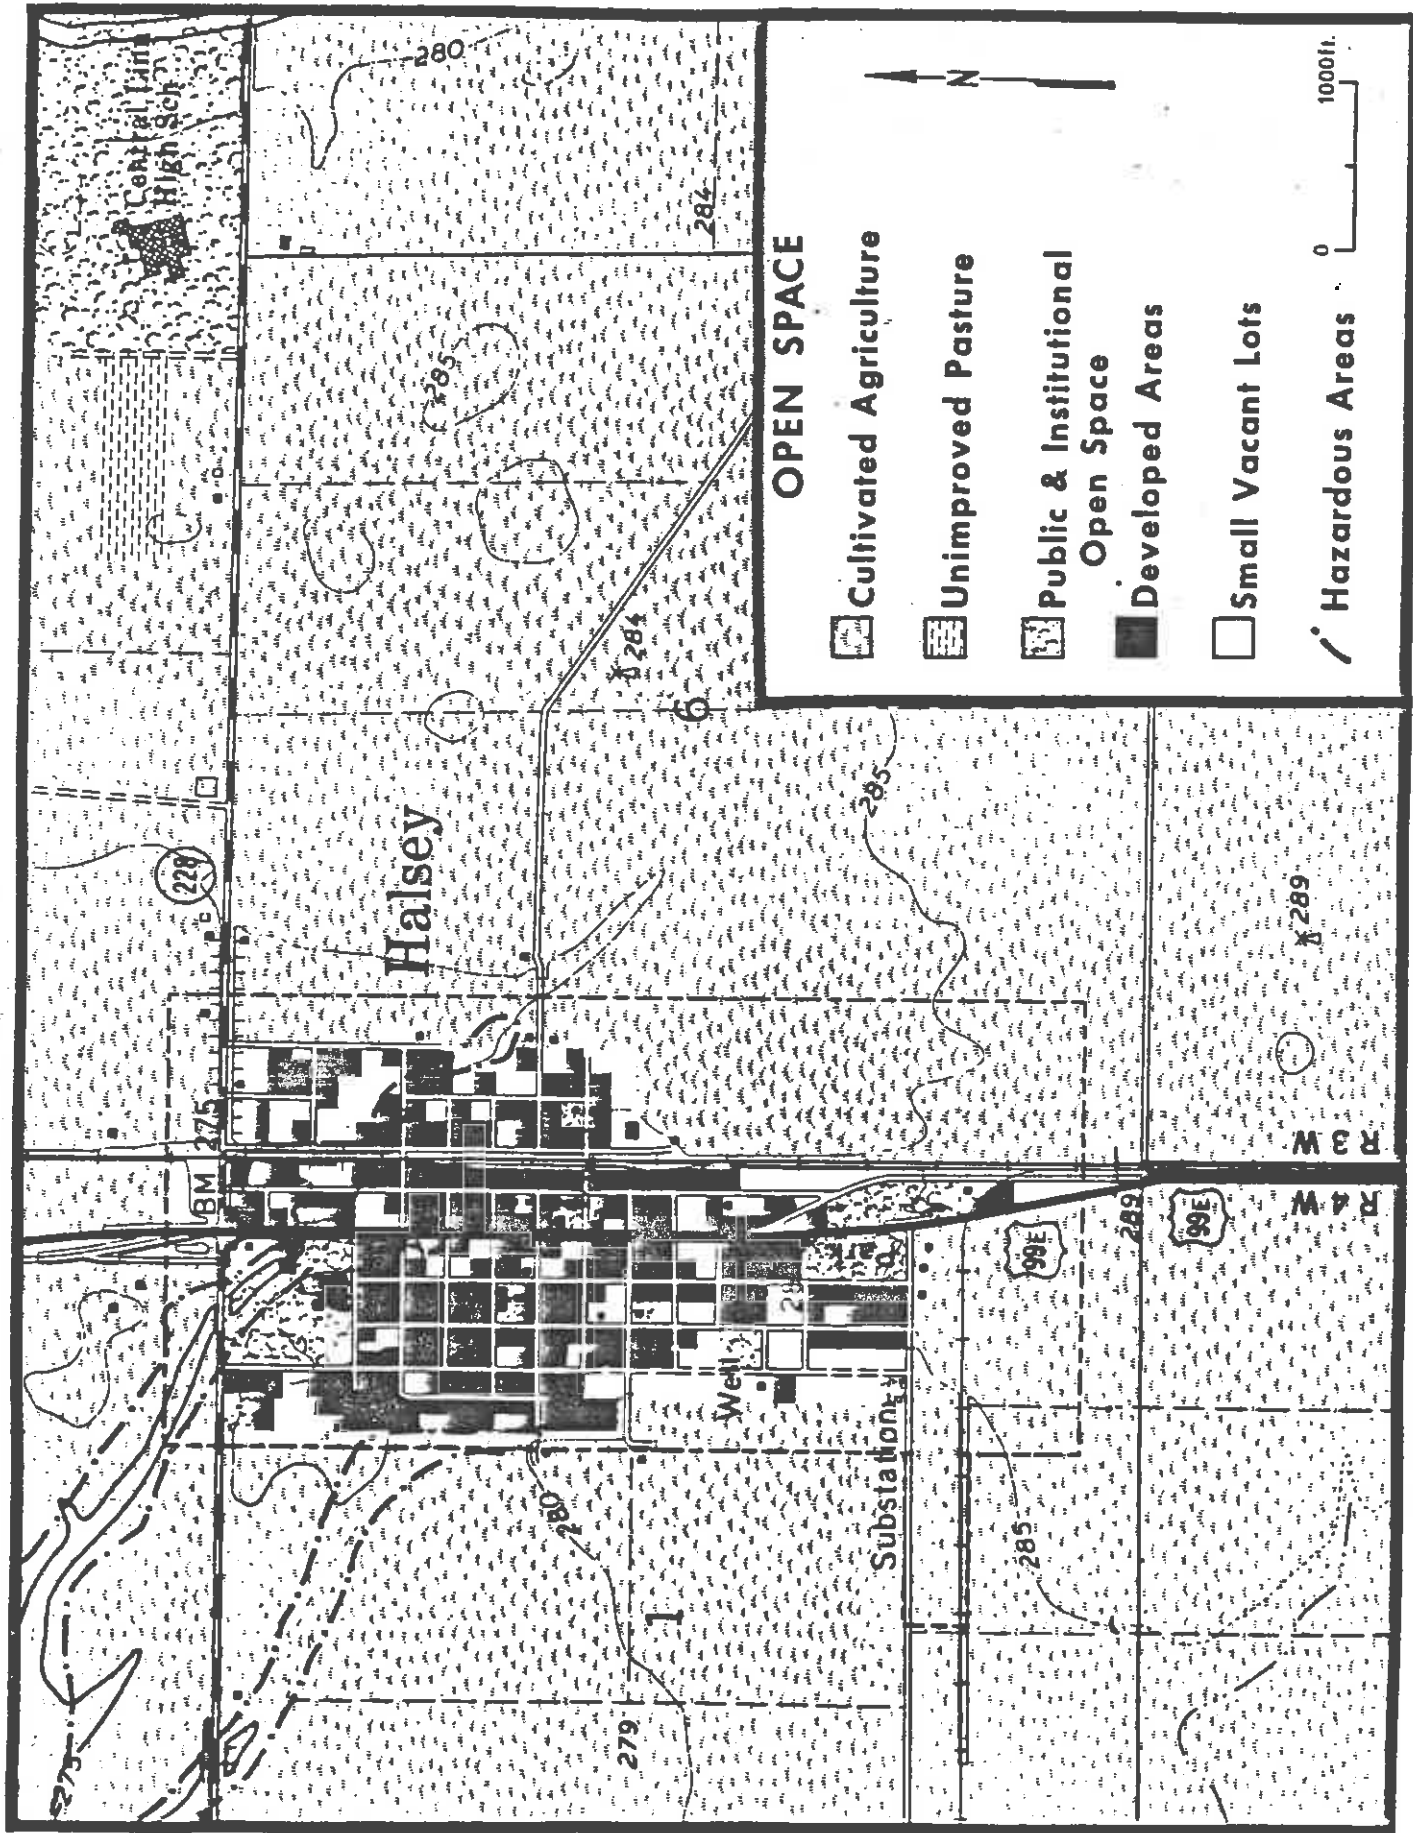 Central Linn
High Sch
280
284
285
284
6
228
Halsey
285
289
BM 275
R 3 W
R 4 W
99E
99E
289
Well
Substation
280
285
1
279
275
OPEN SPACE
Cultivated Agriculture
Unimproved Pasture
Public & Institutional
Open Space
Developed Areas
Small Vacant Lots
Hazardous Areas
N
0 1000ft.